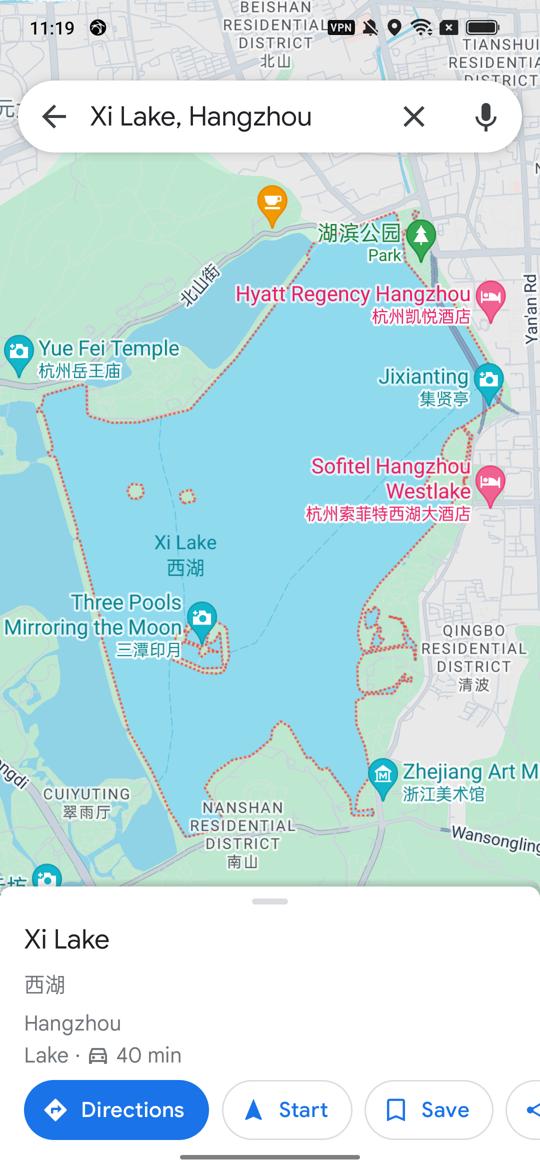 11:19
VPN
BEISHAN
RESIDENTIAL
DISTRICT
北山
TIANSHUI
Xi Lake, Hangzhou
湖滨公园
Park
北山街
Hyatt Regency Hangzhou
杭州凯悦酒店
Yan'an Rd
Yue Fei Temple
杭州岳王庙
Jixianting
集贤亭
Sofitel Hangzhou
Westlake
杭州索菲特西湖大酒店
Xi Lake
西湖
Three Pools
Mirroring the Moon
三潭印月
QINGBO
RESIDENTIAL
DISTRICT
清波
Zhejiang Art M
浙江美术馆
CUIYUTING
翠雨厅
NANSHAN
RESIDENTIAL
DISTRICT
南山
Wansongling
Xi Lake
西湖
Hangzhou
Lake · 40 min
Directions
Start
Save